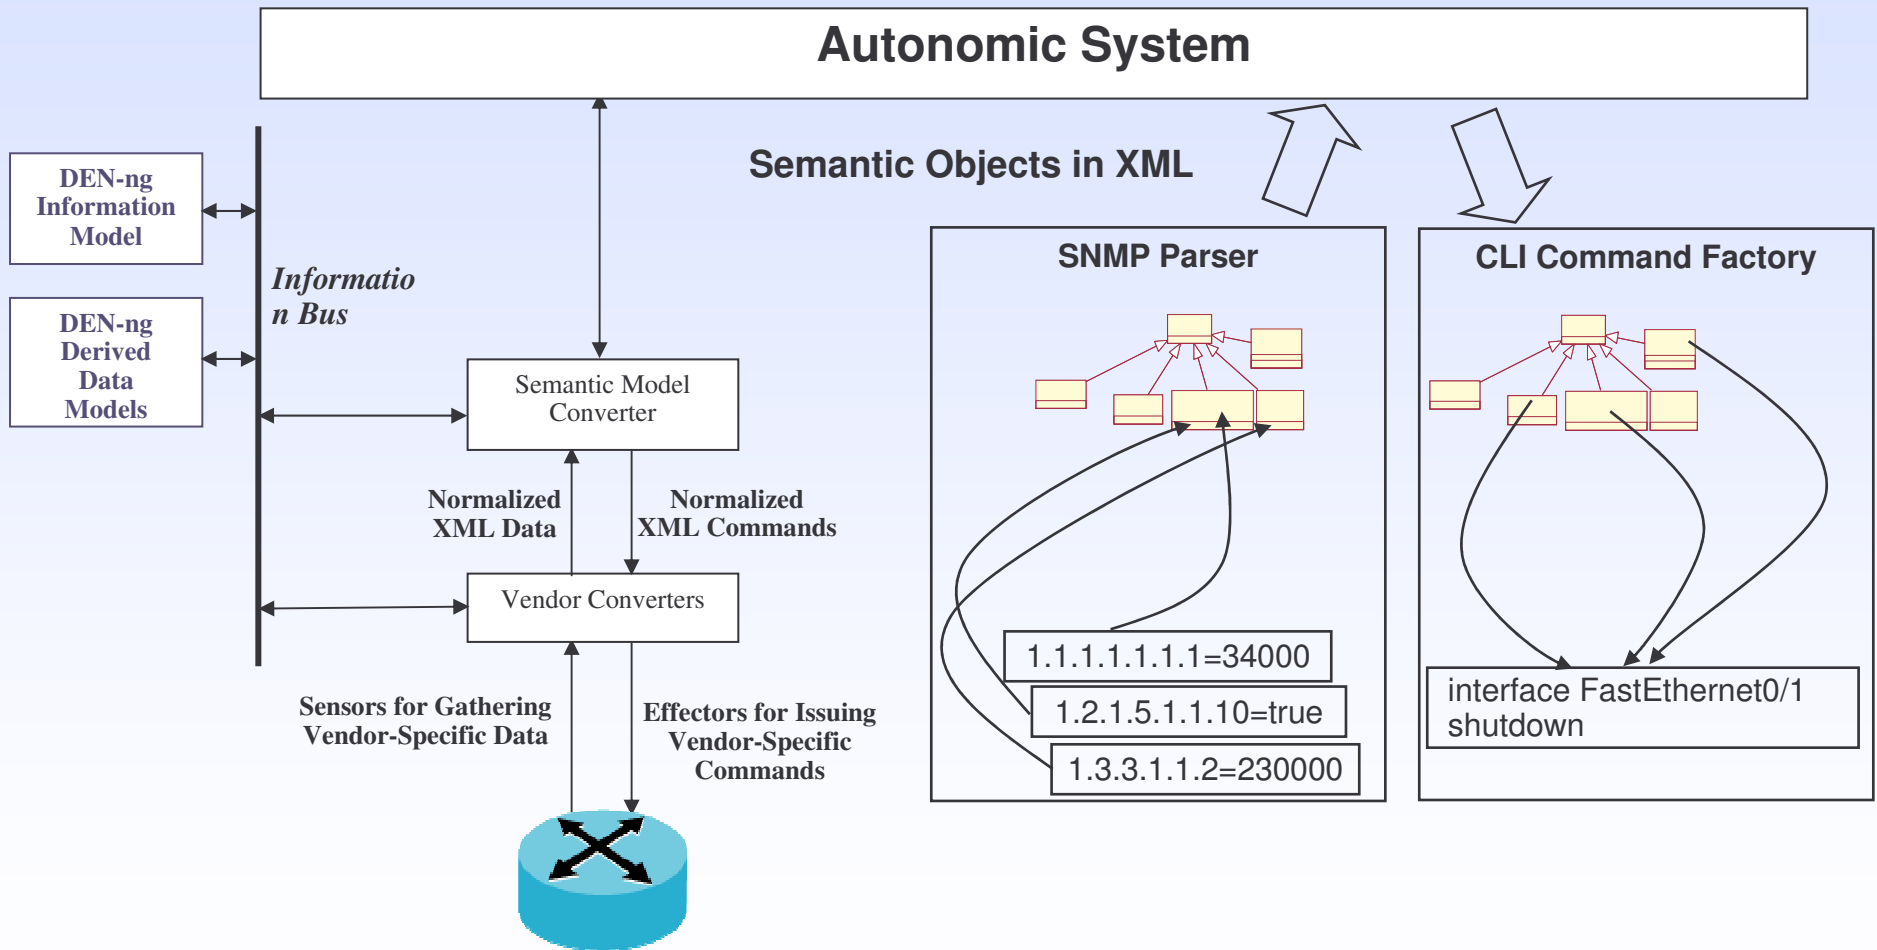 Autonomic System
Semantic Objects in XML
DEN-ng
Information
Model
DEN-ng
Derived
Data
Models
Informatio
n Bus
Semantic Model
Converter
Normalized
XML Data
Normalized
XML Commands
Vendor Converters
Sensors for Gathering
Vendor-Specific Data
Effectors for Issuing
Vendor-Specific
Commands
SNMP Parser
1.1.1.1.1.1.1=34000
1.2.1.5.1.1.10=true
1.3.3.1.1.2=230000
CLI Command Factory
interface FastEthernet0/1
shutdown